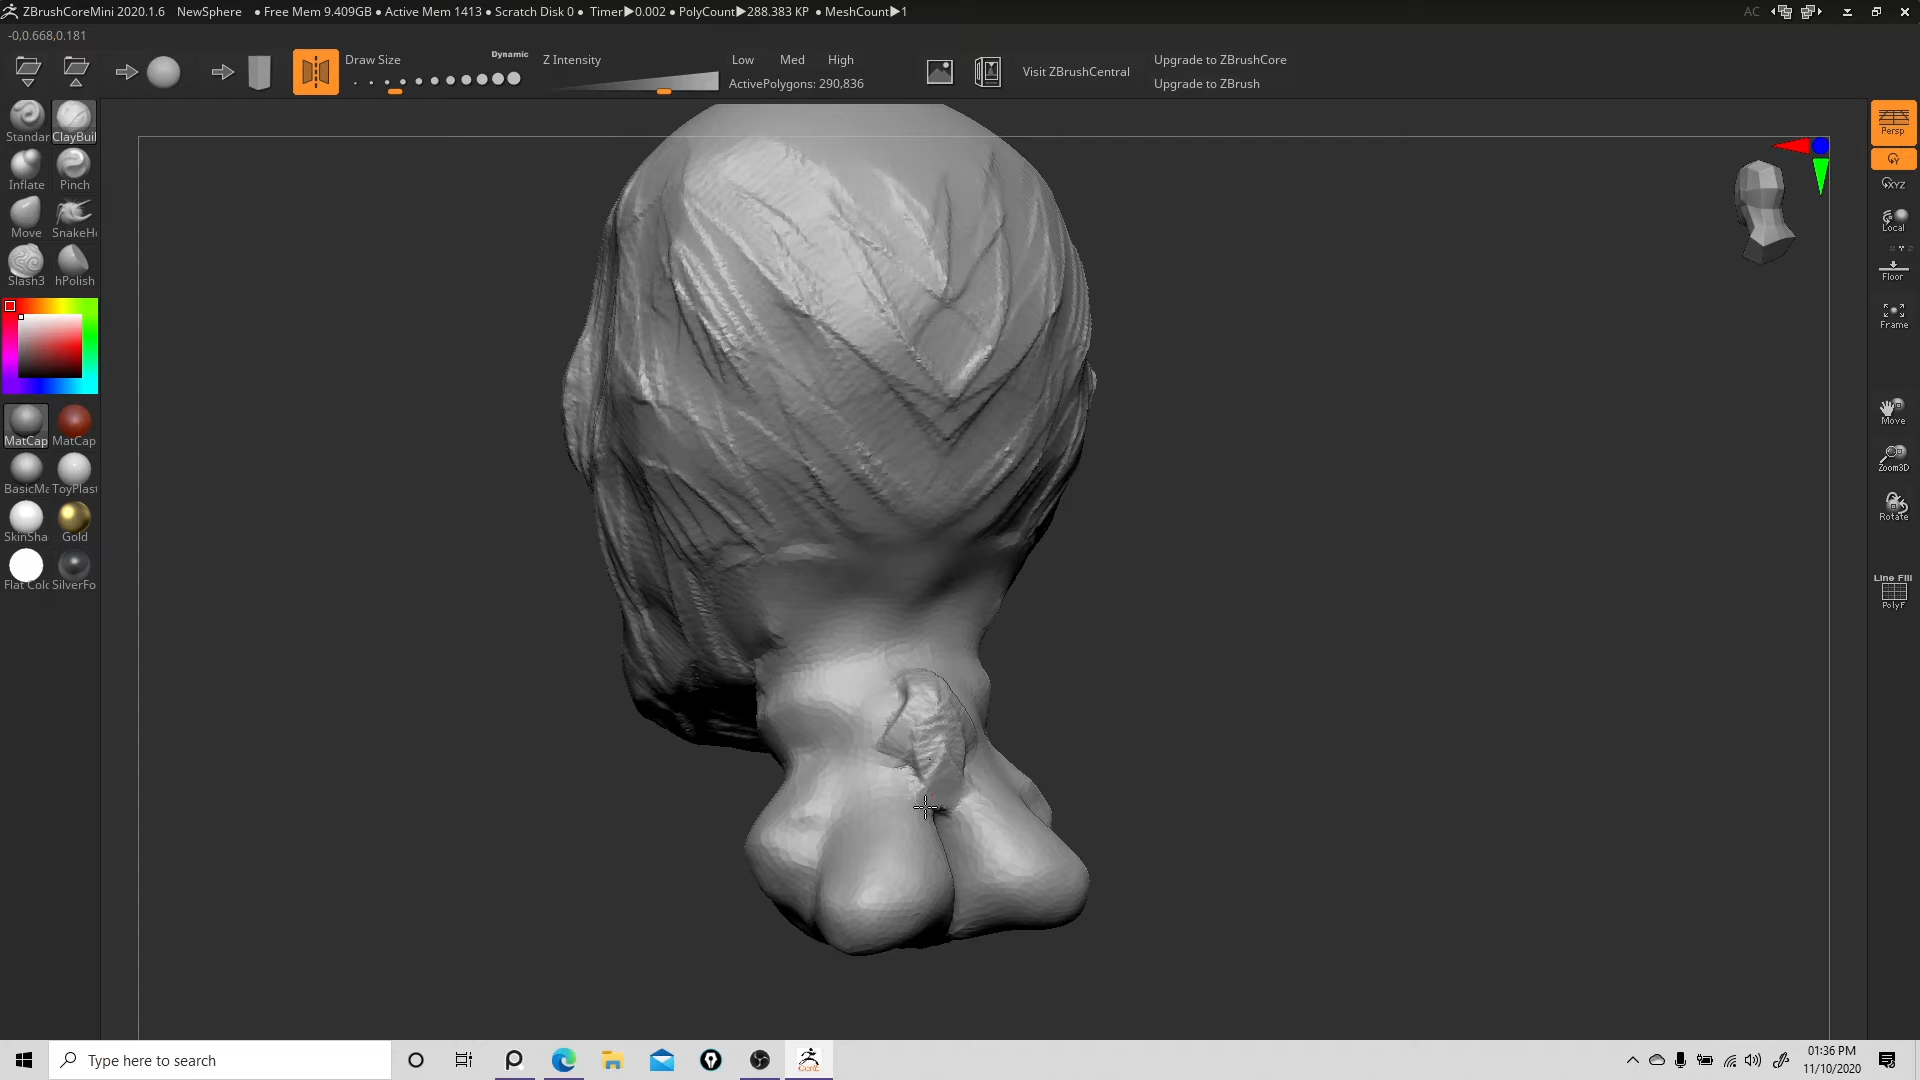 ZBrushCoreMini 2020.1.6 NewSphere ● Free Mem 9.409GB ● Active Mem 1413 ● Scratch Disk 0 ● Timer▶0.002 ● PolyCount▶288.383 KP ● MeshCount▶1 AC
-0,0.668,0.181
Draw Size Dynamic Z Intensity Low Med High
ActivePolygons: 290,836
Visit ZBrushCentral
Upgrade to ZBrushCore
Upgrade to ZBrush
Standar ClayBuil
Inflate Pinch
Move SnakeH
Slash3 hPolish
MatCap MatCap
BasicMa ToyPlast
SkinSha Gold
Flat Colo SilverFo
Persp
Y
XYZ
Local
Floor
Frame
Move
Zoom3D
Rotate
Line Fill
PolyF
Type here to search
01:36 PM
11/10/2020